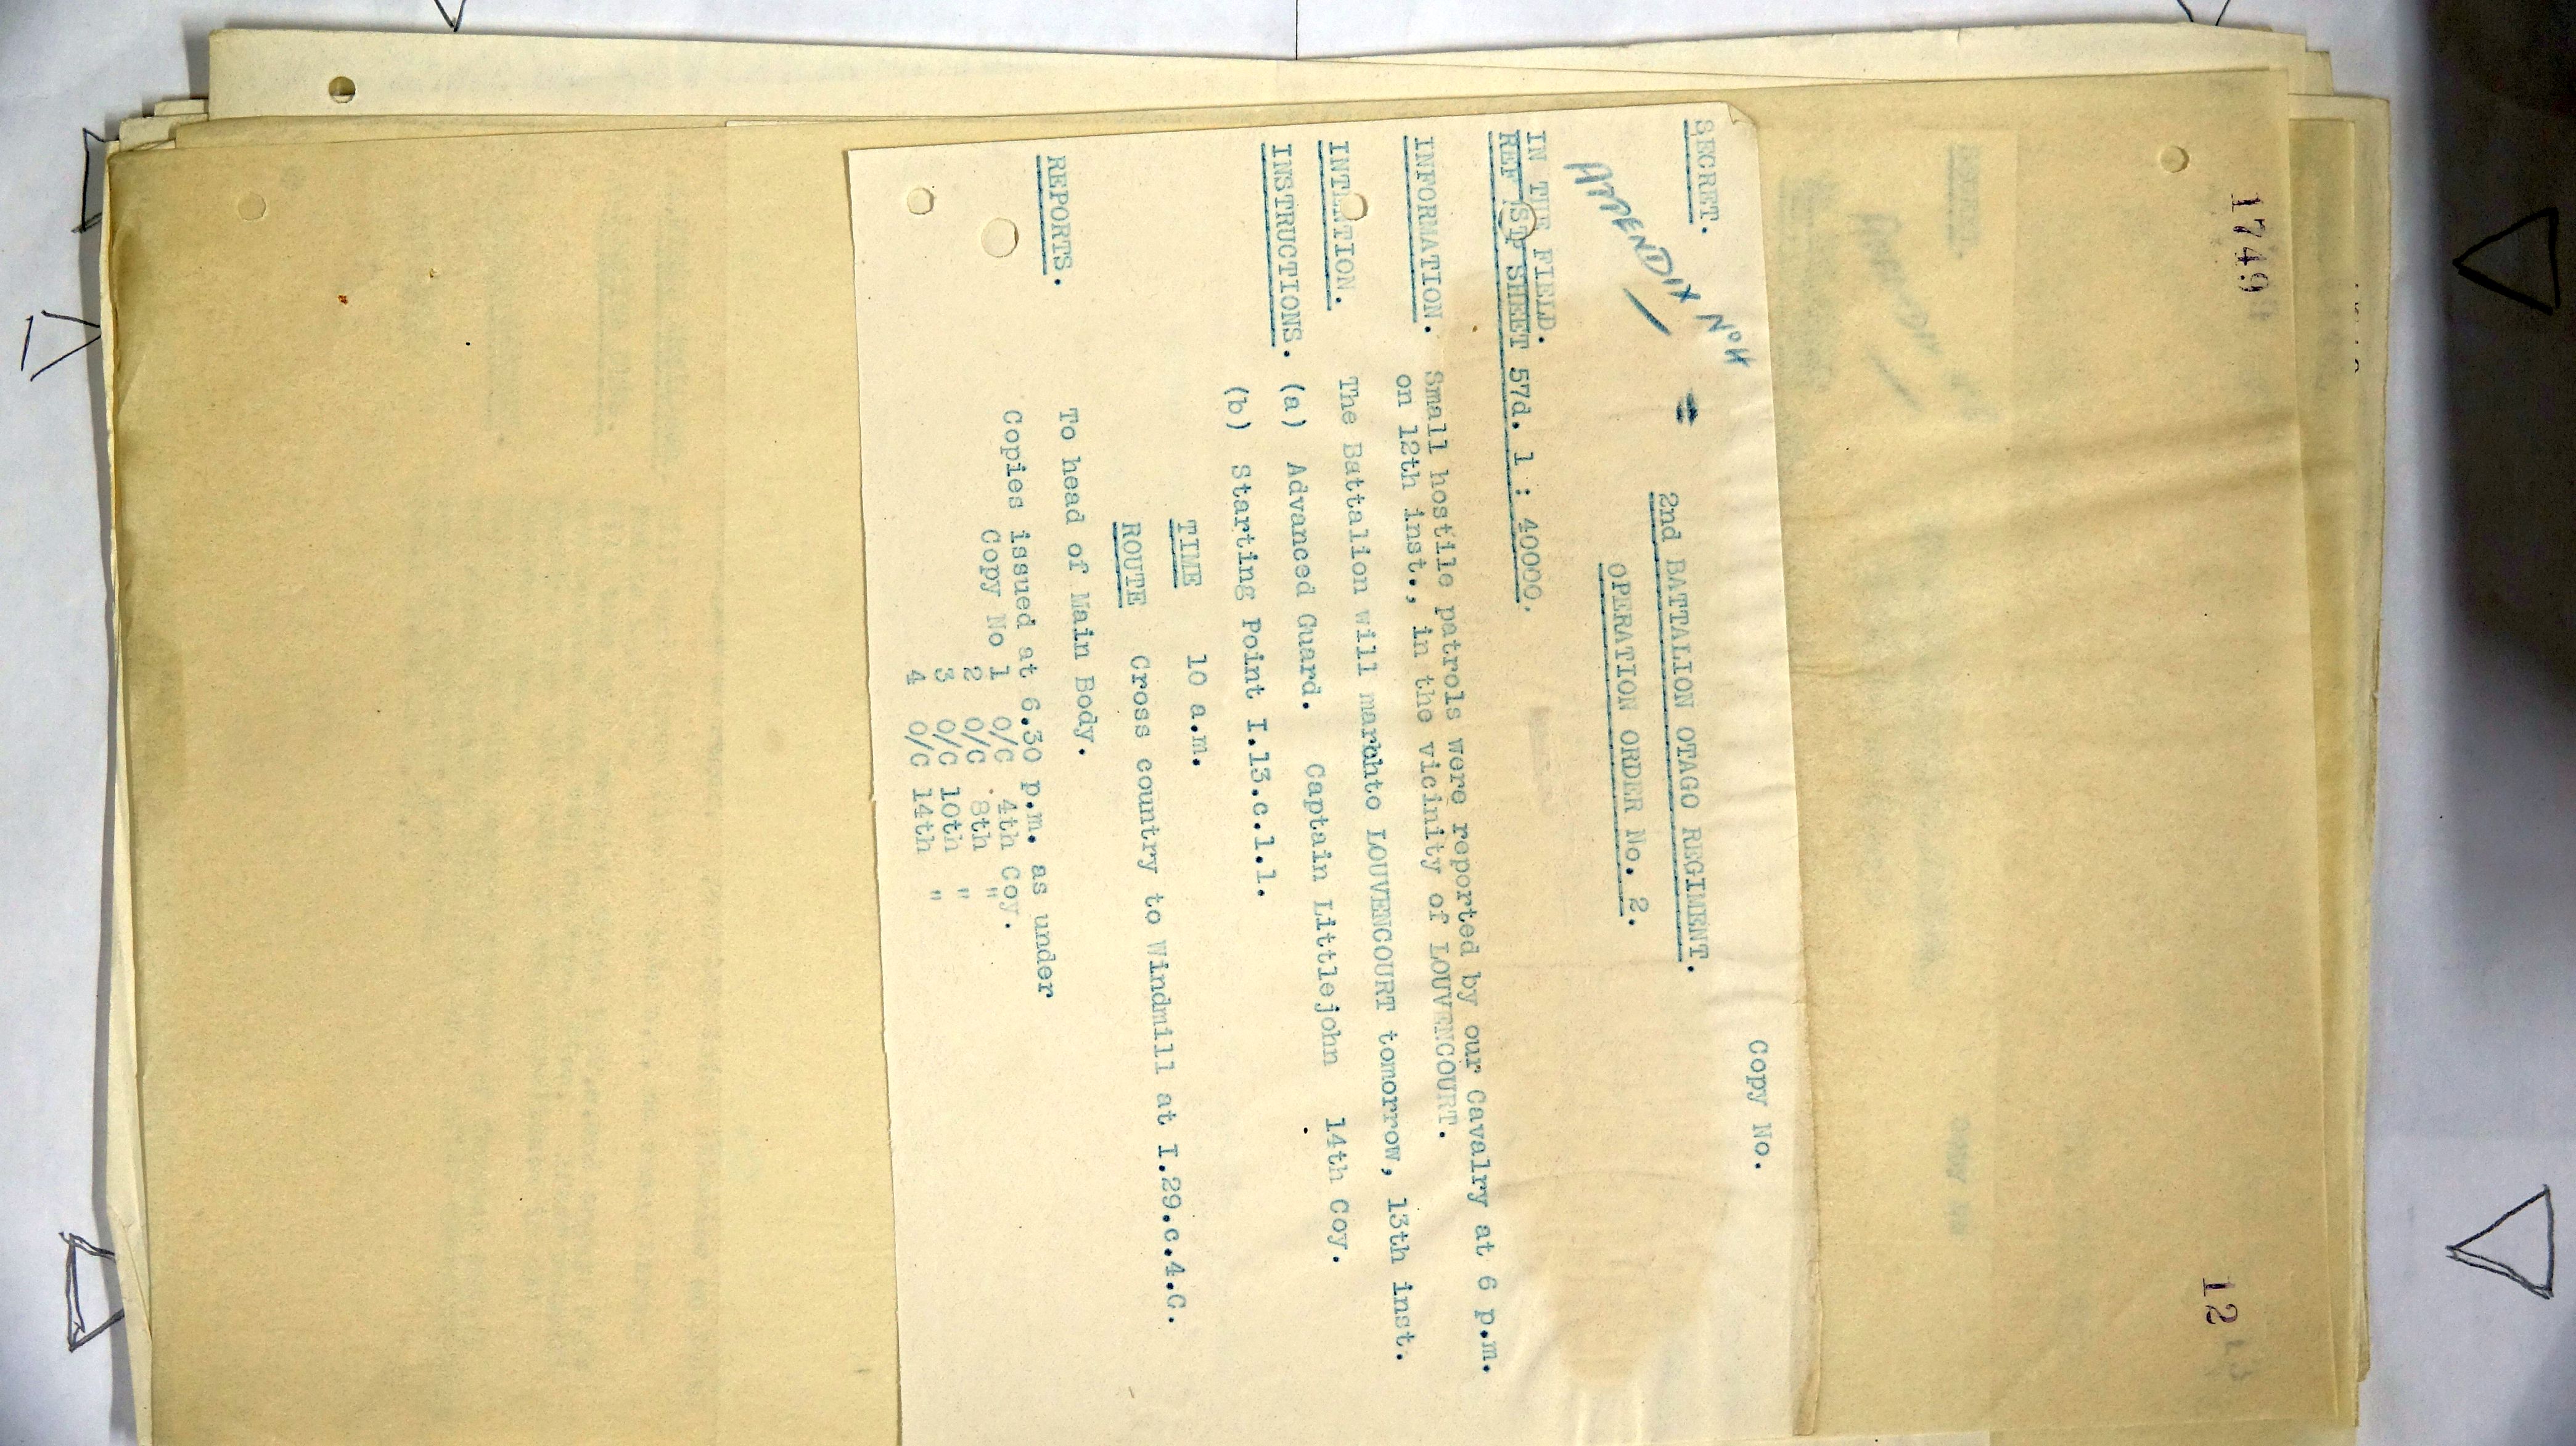 1749
12
Copy No.
SECRET.
APPENDIX No 4
2nd BATTALION OTAGO REGIMENT.
OPERATION ORDER No. 2.
IN THE FIELD.
REF SHEET 57d. 1 : 40000.
INFORMATION. Small hostile patrols were reported by our Cavalry at 6 p.m.
on 12th inst., in the vicinity of LOUVENCOURT.
INTENTION. The Battalion will marchto LOUVENCOURT tomorrow, 13th inst.
INSTRUCTIONS. (a) Advanced Guard. Captain Littlejohn 14th Coy.
(b) Starting Point I.13.c.1.1.
TIME 10 a.m.
ROUTE Cross country to Windmill at I.29.c.4.C.
REPORTS. To head of Main Body.
Copies issued at 6.30 p.m. as under
Copy No 1 O/C 4th Coy.
2 O/C 8th "
3 O/C 10th "
4 O/C 14th "